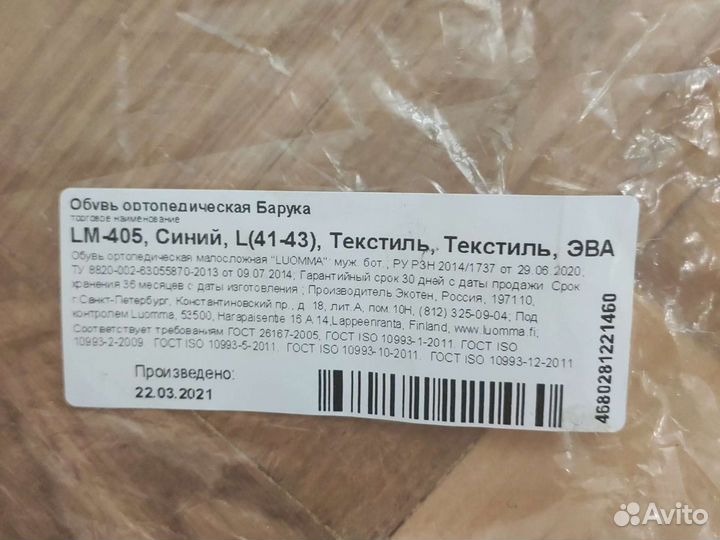 Обувь ортопедическая Барука
торговое наименование
LM-405, Синий, L(41-43), Текстиль, Текстиль, ЭВА
Обувь ортопедическая малосложная "LUOMMA" муж. бот.; РУ РЗН 2014/1737 от 29.06.2020;
ТУ 8820-002-63055870-2013 от 09.07.2014; Гарантийный срок 30 дней с даты продажи. Срок
хранения 36 месяцев с даты изготовления ; Производитель Экотен, Россия, 197110,
г.Санкт-Петербург, Константиновский пр., д. 18, лит.А, пом 10Н, (812) 325-09-04; Под
контролем Luomma, 53500, Harapaisentie 16 A 14,Lappeenranta, Finland, www.luomma.fi;
Соответствует требованиям ГОСТ 26167-2005, ГОСТ ISO 10993-1-2011. ГОСТ ISO
10993-2-2009. ГОСТ ISO 10993-5-2011. ГОСТ ISO 10993-10-2011. ГОСТ ISO 10993-12-2011
Произведено:
22.03.2021
4680281221460
Avito